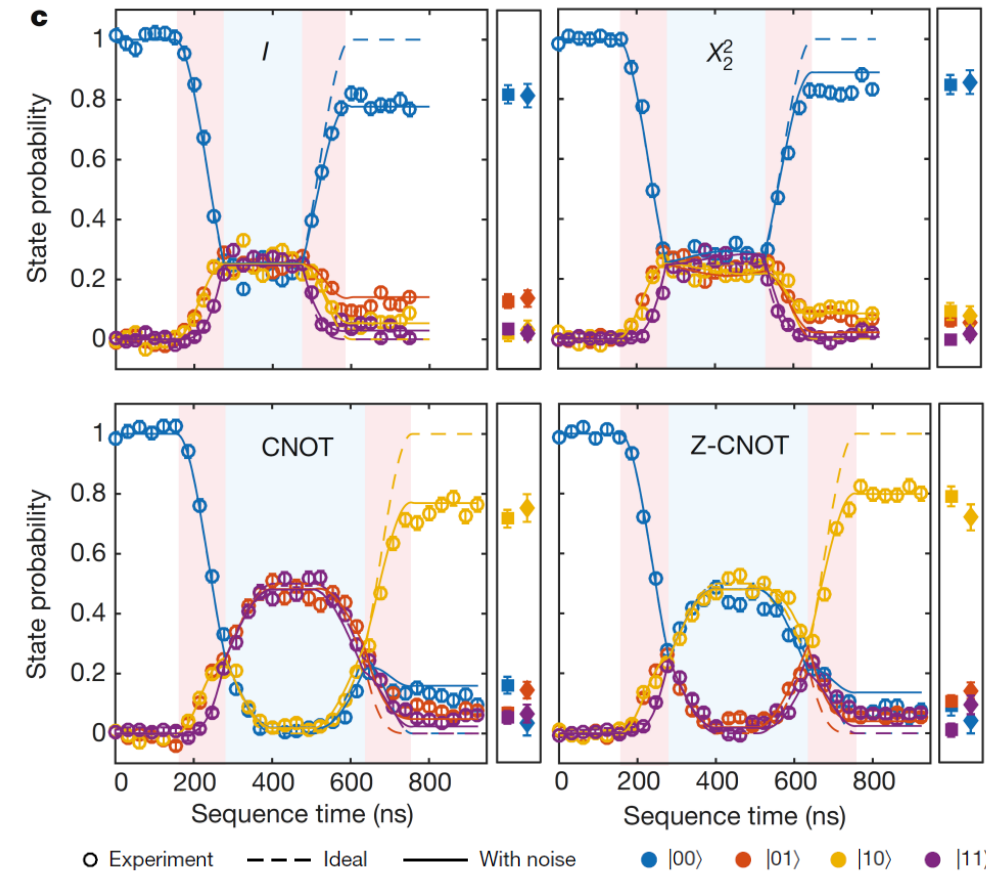 c
I
X₂²
State probability
1
0.8
0.6
0.4
0.2
0
CNOT
Z-CNOT
State probability
1
0.8
0.6
0.4
0.2
0
0 200 400 600 800
0 200 400 600 800
Sequence time (ns)
Sequence time (ns)
Experiment Ideal With noise |00⟩ |01⟩ |10⟩ |11⟩